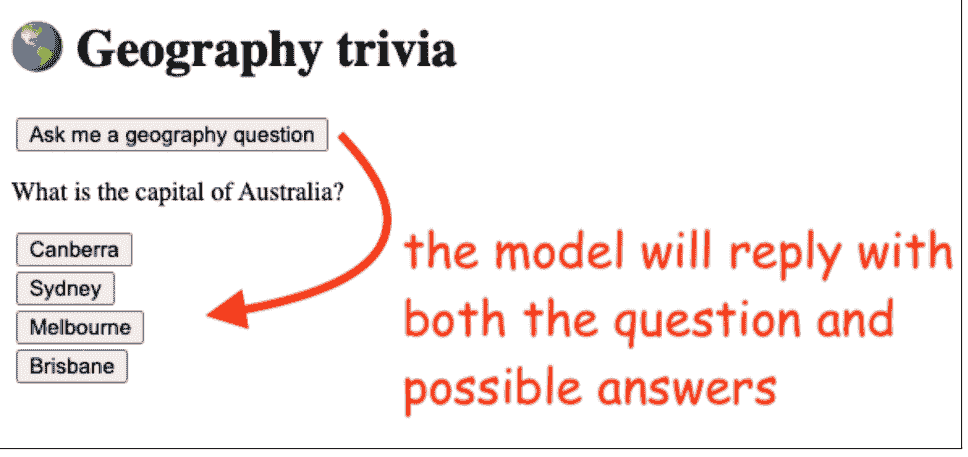 Geography trivia
Ask me a geography question
What is the capital of Australia?
Canberra
Sydney
Melbourne
Brisbane
the model will reply with
both the question and
possible answers